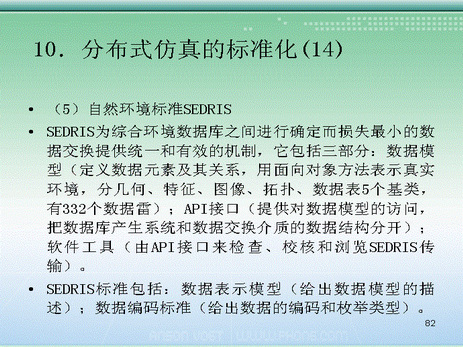 10．分布式仿真的标准化(14)
• （5）自然环境标准SEDRIS
• SEDRIS为综合环境数据库之间进行确定而损失最小的数
据交换提供统一和有效的机制，它包括三部分：数据模
型（定义数据元素及其关系，用面向对象方法表示真实
环境，分几何、特征、图像、拓扑、数据表5个基类，
有332个数据雷）；API接口（提供对数据模型的访问，
把数据库产生系统和数据交换介质的数据结构分开）；
软件工具（由API接口来检查、校核和浏览SEDRIS传
输）。
• SEDRIS标准包括：数据表示模型（给出数据模型的描
述）；数据编码标准（给出数据的编码和枚举类型）。
82